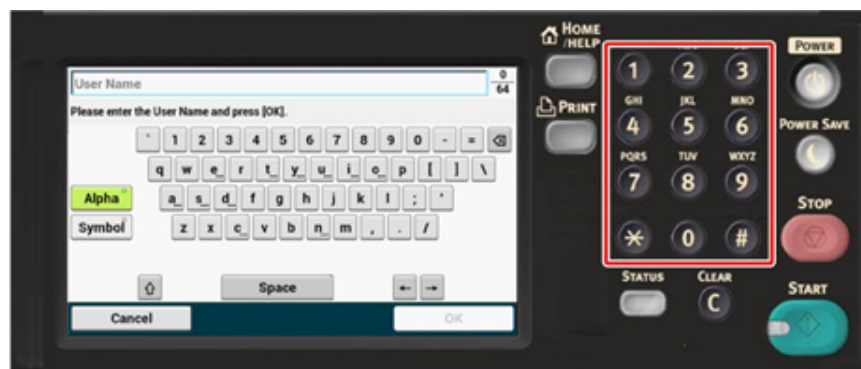 HOME
/HELP
POWER
User Name
0
64
Please enter the User Name and press [OK].
1 2 3
PRINT
` 1 2 3 4 5 6 7 8 9 0 - =
GHI JKL MNO
4 5 6
POWER SAVE
q w e r t y u i o p [ ] \
PQRS TUV WXYZ
7 8 9
Alpha
a s d f g h j k l ; '
STOP
Symbol
z x c v b n m , . /
* 0 #
STATUS CLEAR
START
Space
← →
C
Cancel
OK